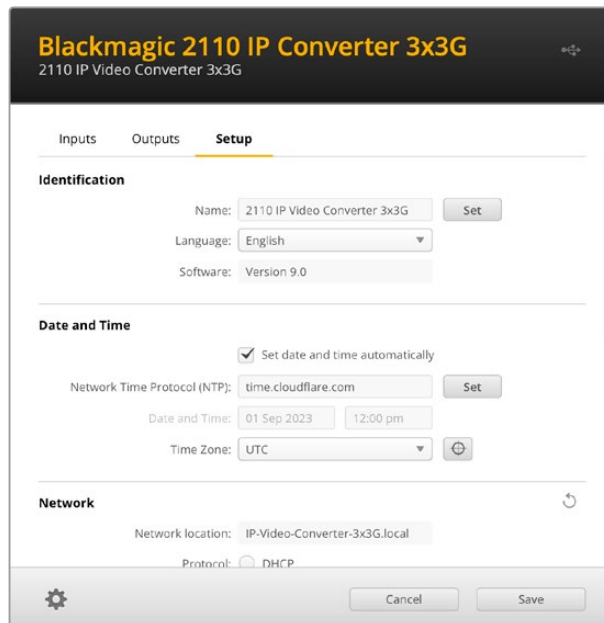 Blackmagic 2110 IP Converter 3x3G
2110 IP Video Converter 3x3G
Inputs Outputs Setup
Identification
Name: 2110 IP Video Converter 3x3G Set
Language: English
Software: Version 9.0
Date and Time
Set date and time automatically
Network Time Protocol (NTP): time.cloudflare.com Set
Date and Time: 01 Sep 2023 12:00 pm
Time Zone: UTC
Network
Network location: IP-Video-Converter-3x3G.local
Protocol: DHCP
Cancel Save